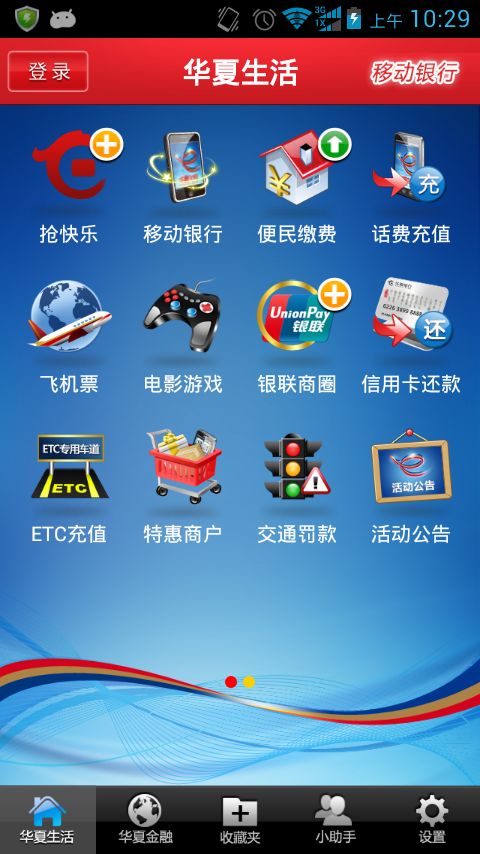 3G
1X
上午 10:29
登 录
华夏生活
移动银行
充
抢快乐
移动银行
便民缴费
话费充值
UnionPay
银联
还
飞机票
电影游戏
银联商圈
信用卡还款
ETC专用车道
ETC
活动公告
ETC充值
特惠商户
交通罚款
活动公告
华夏生活
华夏金融
收藏夹
小助手
设置